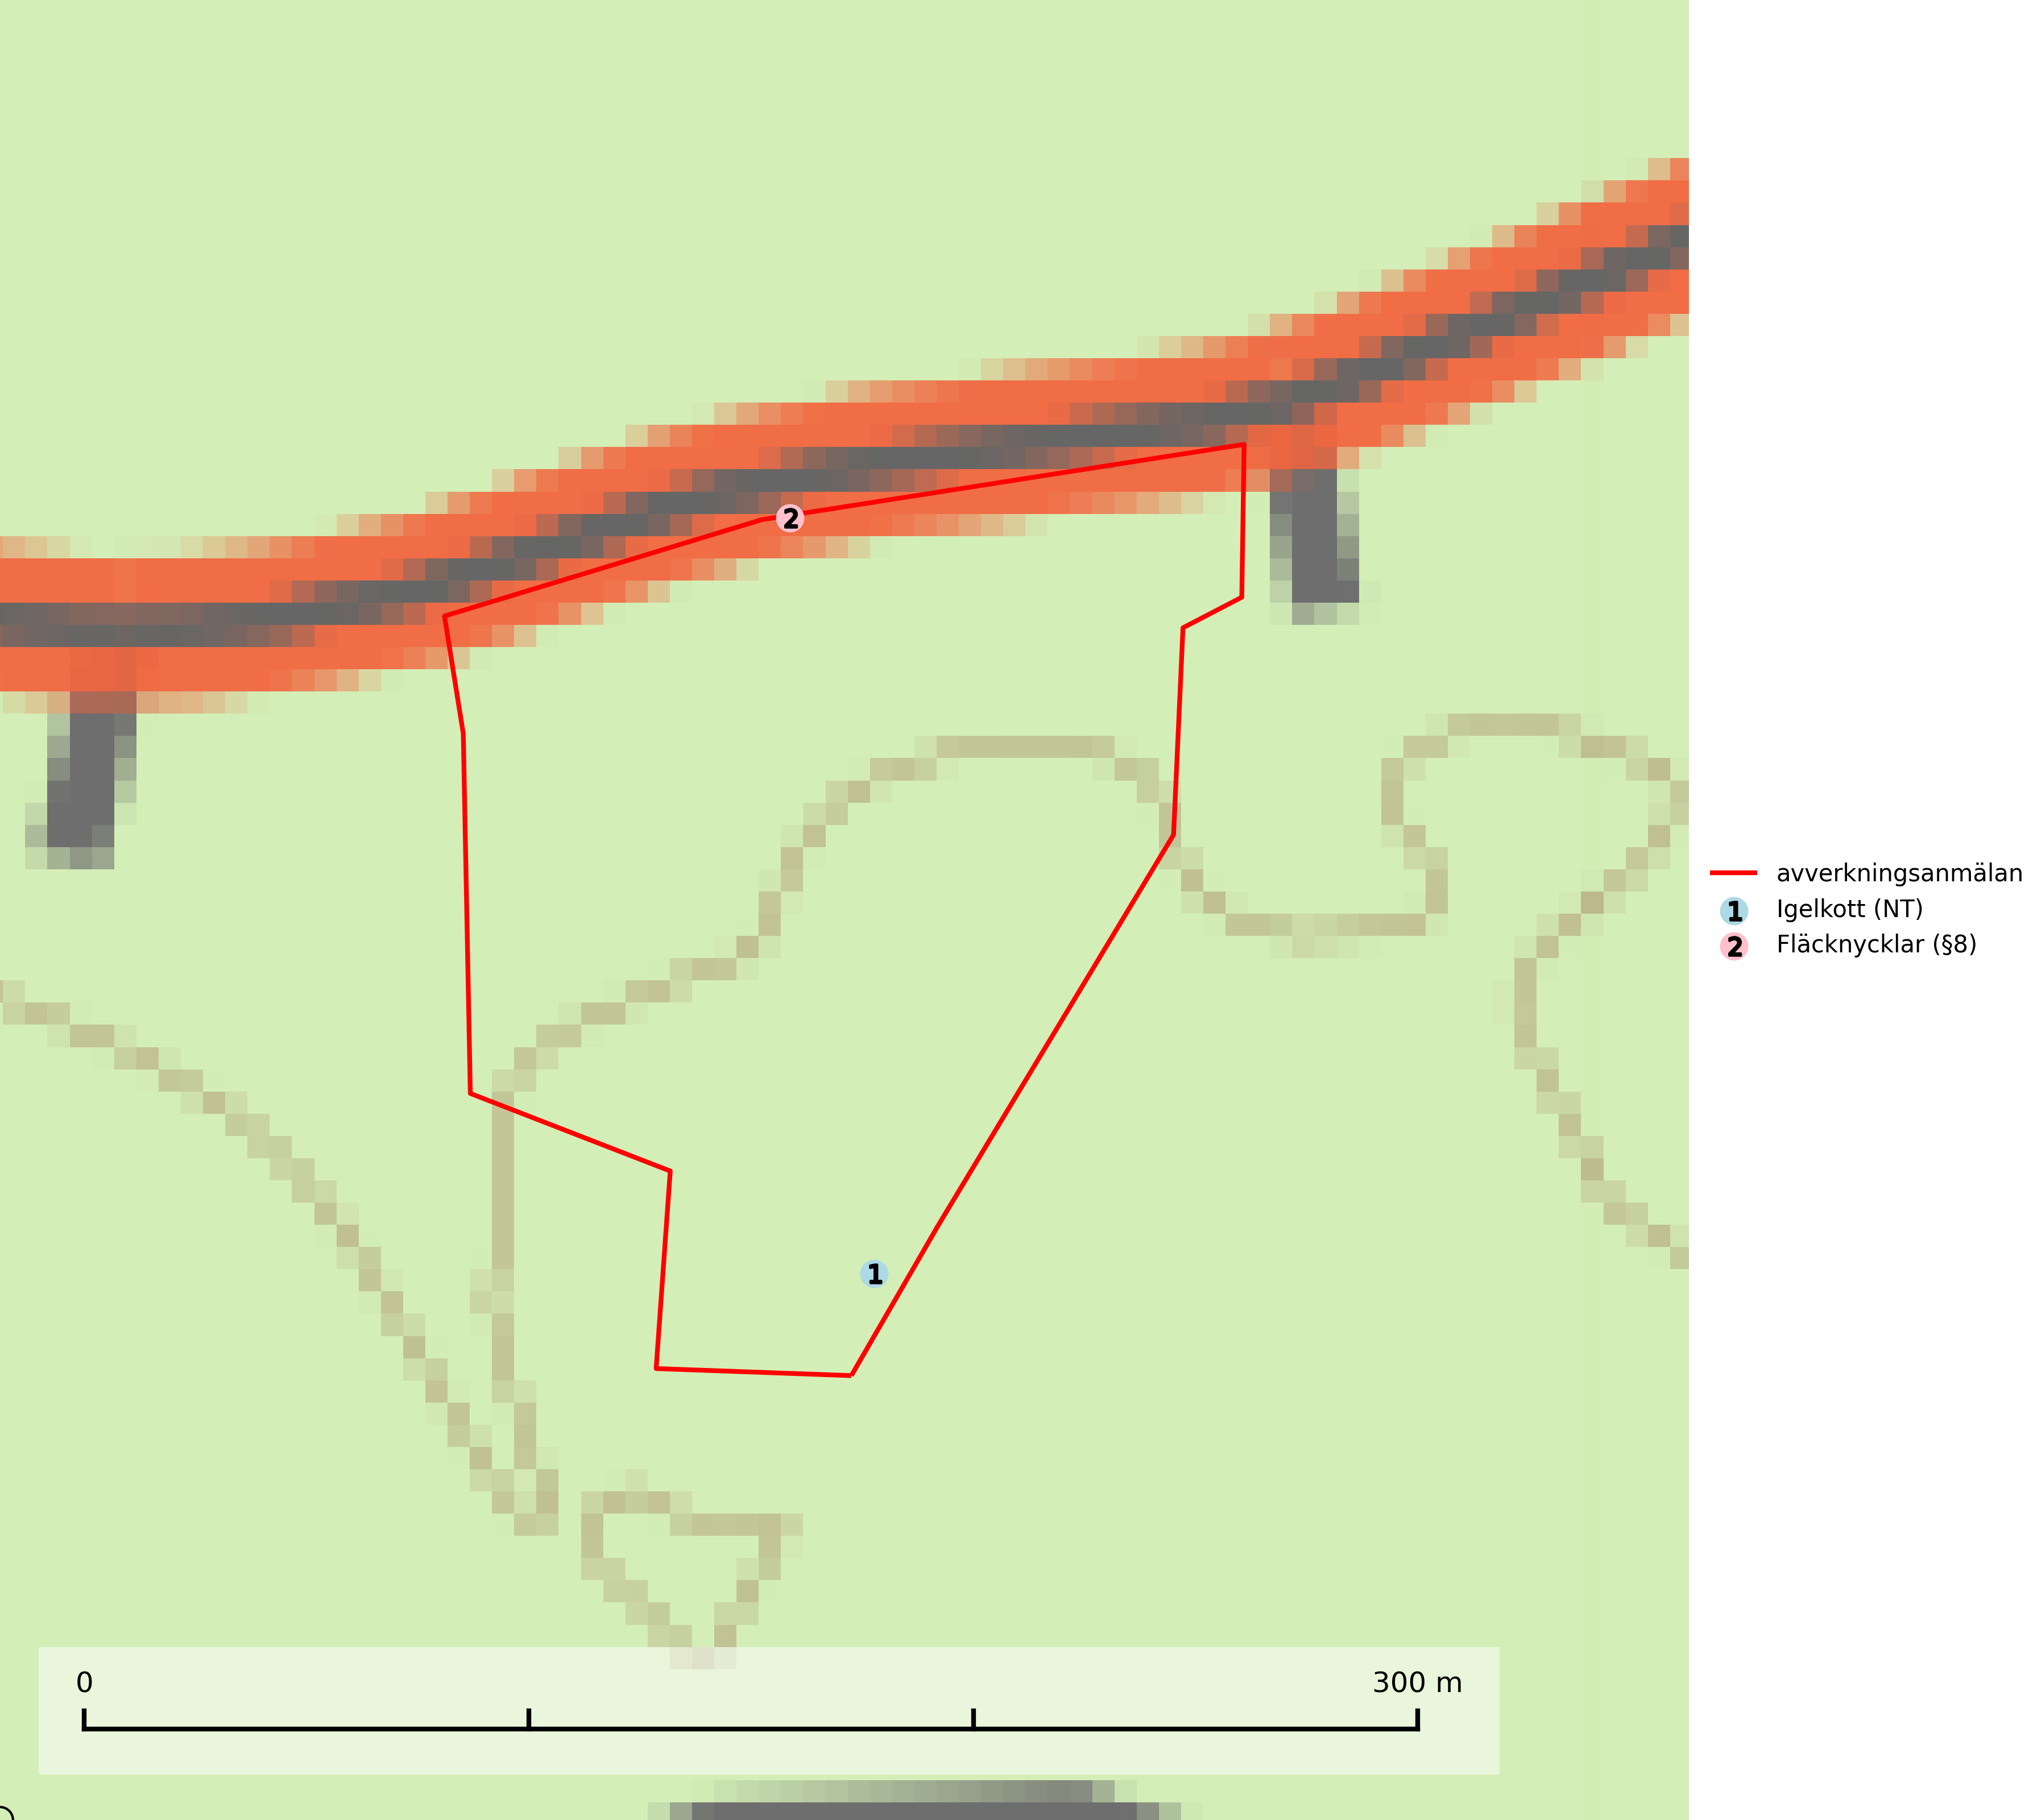 2
avverkningsanmälan
1 Igelkott (NT)
2 Fläcknycklar (§8)
1
0 300 m